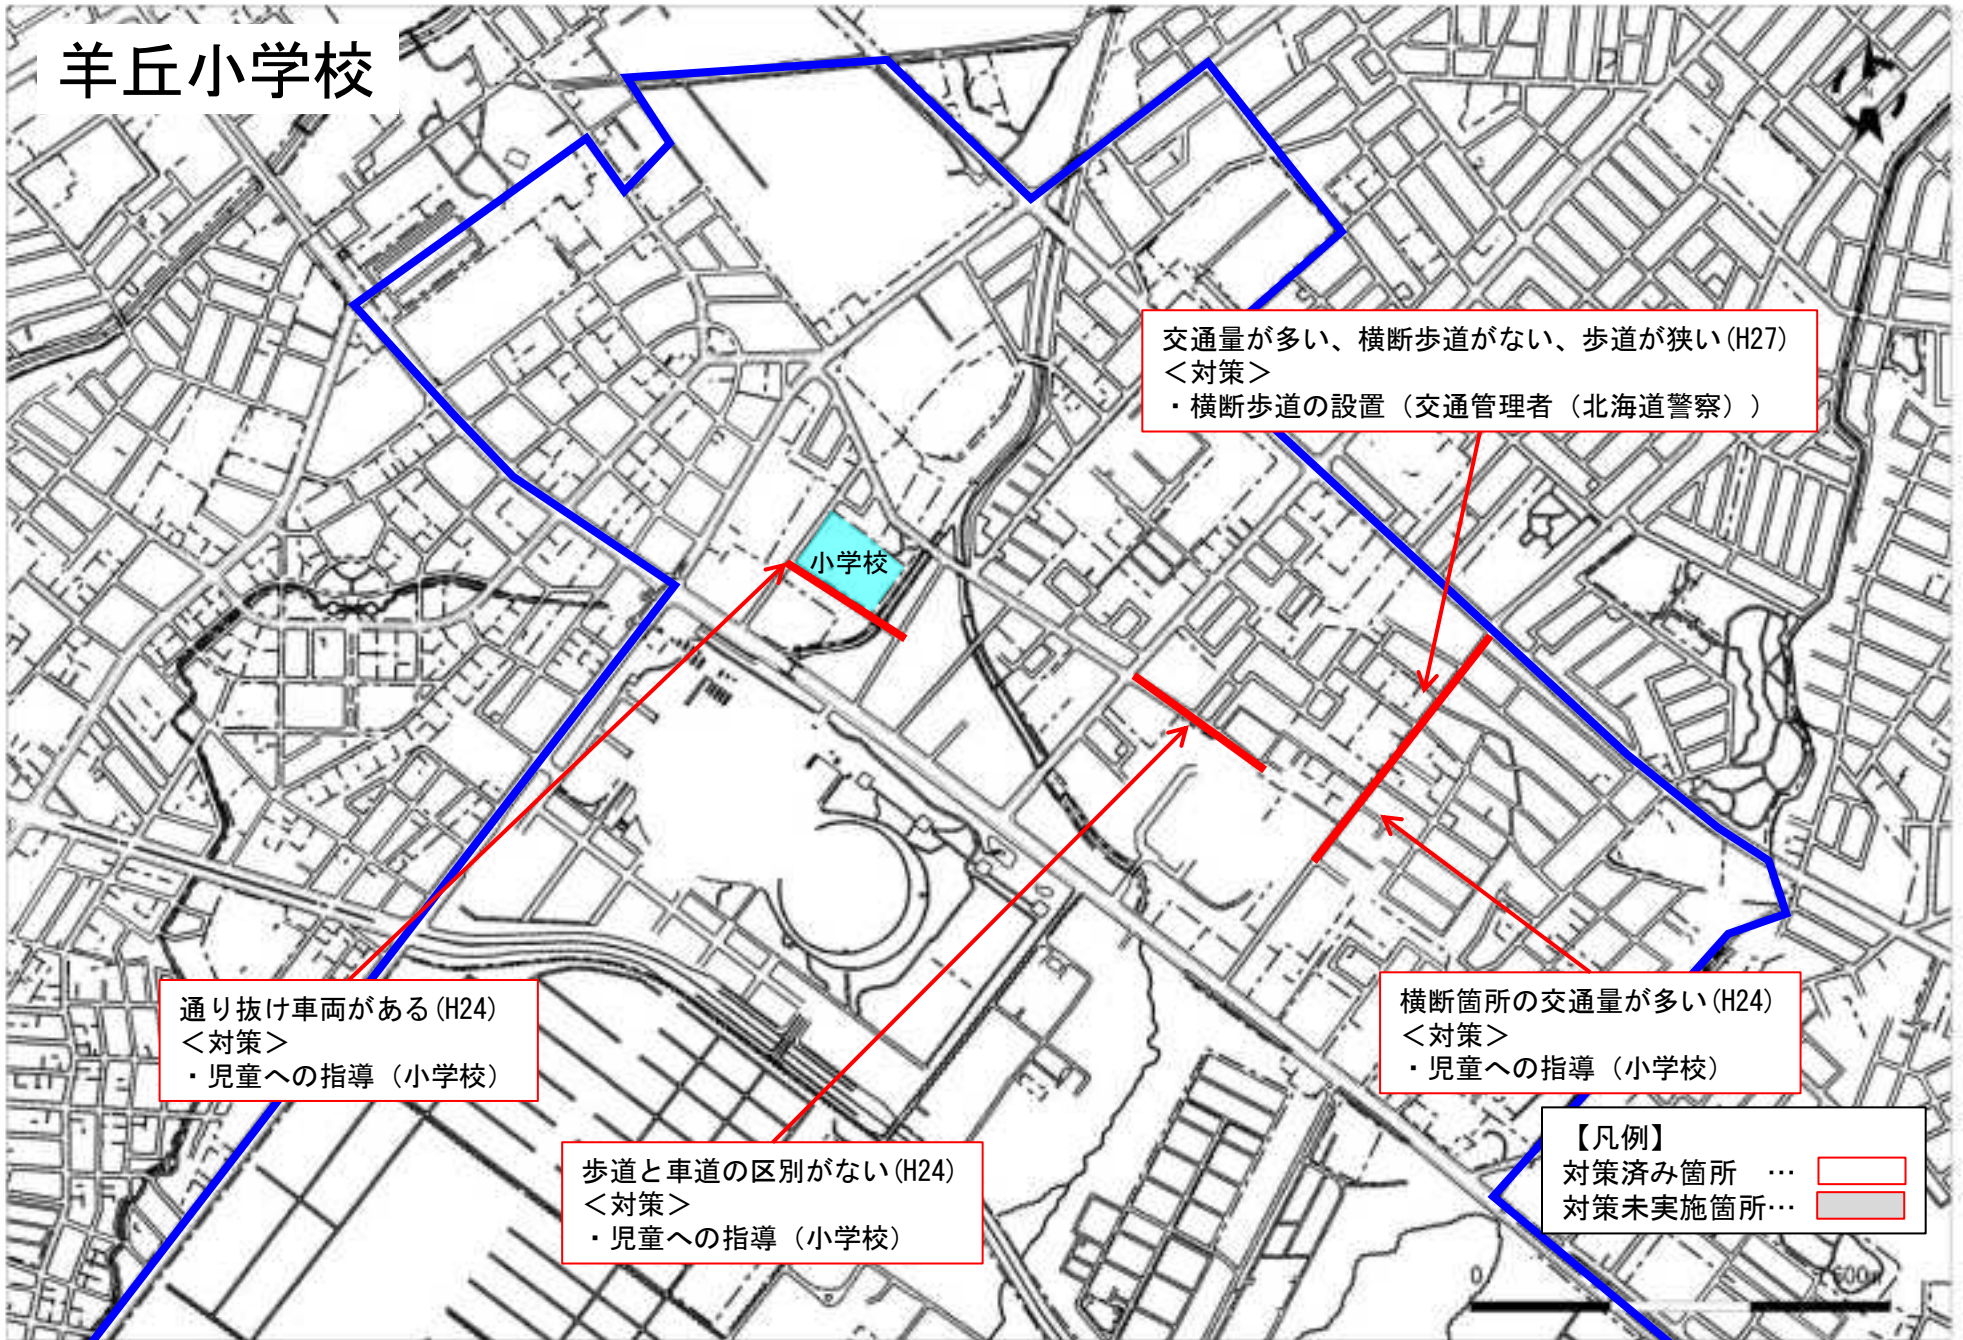 羊丘小学校
交通量が多い、横断歩道がない、歩道が狭い(H27)
＜対策＞
・横断歩道の設置（交通管理者（北海道警察））
小学校
通り抜け車両がある(H24)
＜対策＞
・児童への指導（小学校）
横断箇所の交通量が多い(H24)
＜対策＞
・児童への指導（小学校）
歩道と車道の区別がない(H24)
＜対策＞
・児童への指導（小学校）
【凡例】
対策済み箇所　…
対策未実施箇所…
0